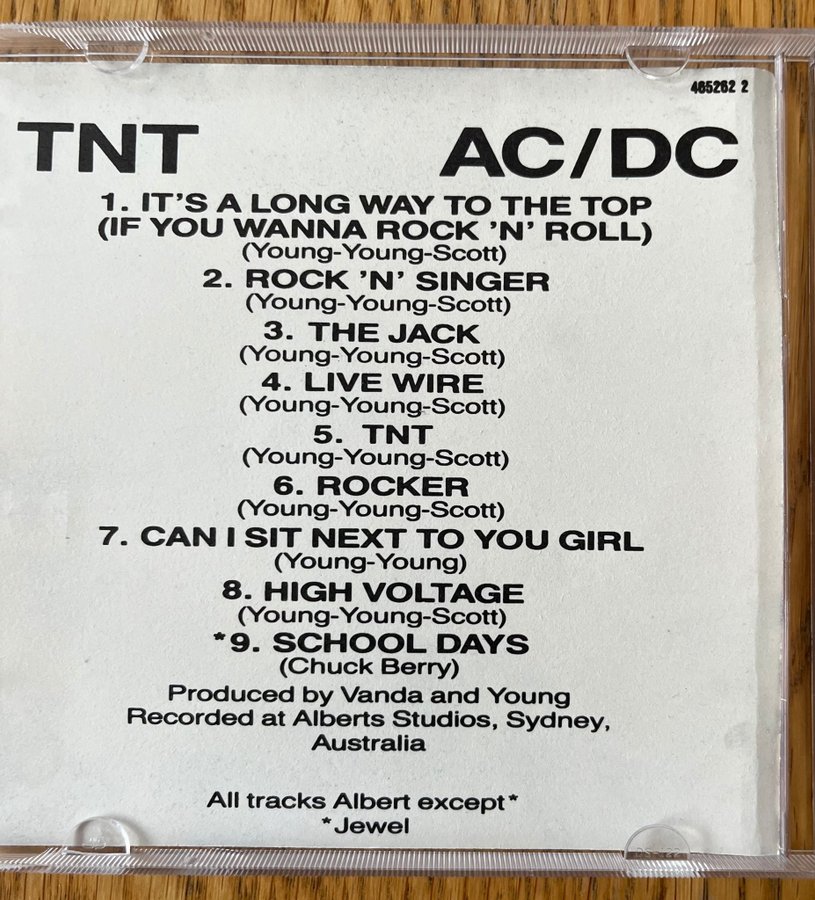 465262 2
TNT AC/DC
1. IT'S A LONG WAY TO THE TOP
(IF YOU WANNA ROCK 'N' ROLL)
(Young-Young-Scott)
2. ROCK 'N' SINGER
(Young-Young-Scott)
3. THE JACK
(Young-Young-Scott)
4. LIVE WIRE
(Young-Young-Scott)
5. TNT
(Young-Young-Scott)
6. ROCKER
(Young-Young-Scott)
7. CAN I SIT NEXT TO YOU GIRL
(Young-Young)
8. HIGH VOLTAGE
(Young-Young-Scott)
*9. SCHOOL DAYS
(Chuck Berry)
Produced by Vanda and Young
Recorded at Alberts Studios, Sydney,
Australia
All tracks Albert except*
*Jewel